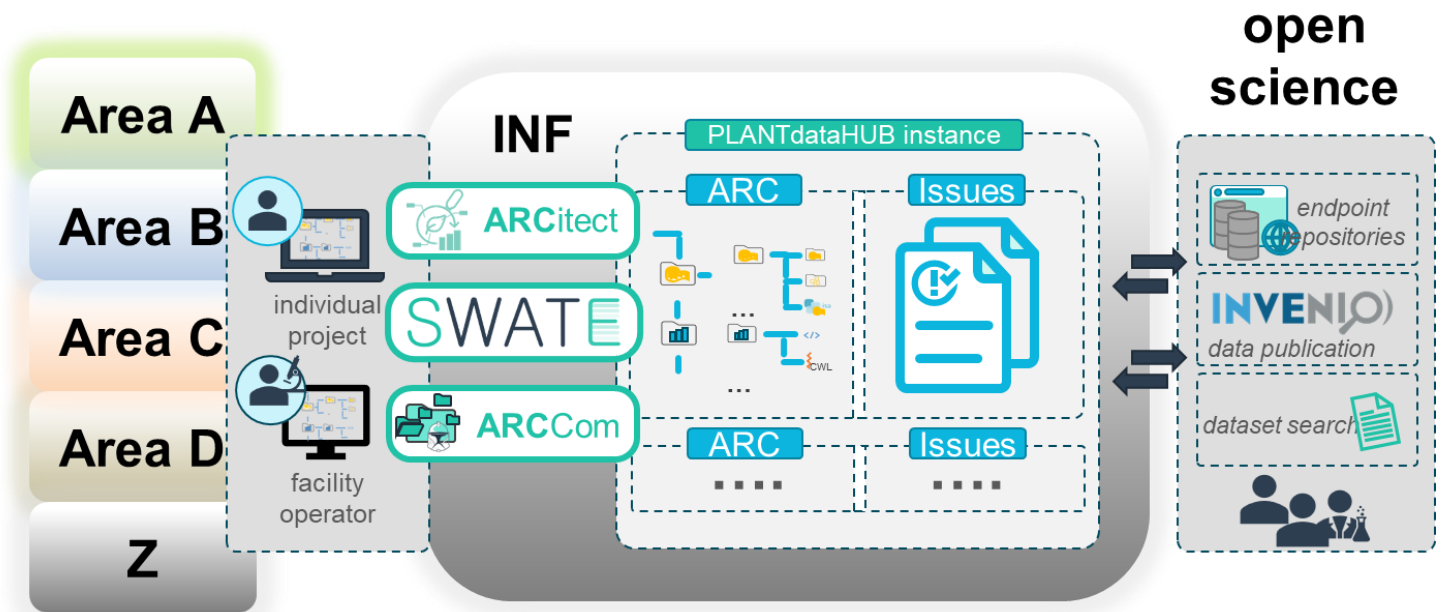 Area A
Area B
Area C
Area D
Z
individual
project
facility
operator
INF
ARCitect
SWATE
ARCCom
PLANTdataHUB instance
ARC
Issues
...
...
</>
CWL
ARC
Issues
open
science
endpoint
repositories
INVENIO
data publication
dataset search